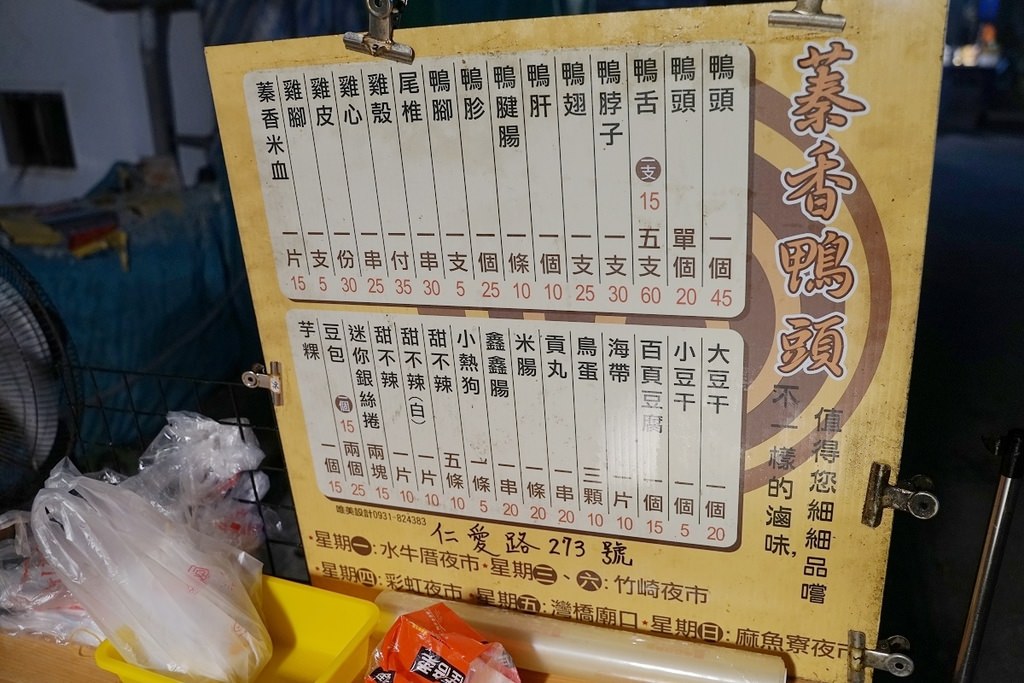 蓁香鴨頭
值得您細細品嚐
不一樣的滷味,
鴨頭 一個 45
鴨頭 單個 20
鴨舌 一支 15 五支 60
鴨脖子 一支 30
鴨翅 一支 25
鴨肝 一個 10
鴨腱腸 一條 10
鴨胗 一個 25
鴨腳 一支 5
尾椎 一串 30
雞殼 一付 35
雞心 一串 25
雞皮 一份 30
雞腳 一支 5
蓁香米血 一片 15
大豆干 一個 20
小豆干 一個 5
百頁豆腐 一個 15
海帶 一片 10
鳥蛋 三顆 10
貢丸 一串 20
米腸 一條 20
鑫鑫腸 一串 20
小熱狗 一條 5
甜不辣 五條 10
甜不辣(白) 一片 10
甜不辣 一片 10
迷你銀絲捲 兩塊 15
豆包 一個 15 兩個 25
芋粿 一個 15
唯美設計0931-824383
仁愛路 273 號
•星期一:水牛厝夜市•星期三、六:竹崎夜市
•星期四:彩虹夜市•星期五:灣橋廟口•星期日:麻魚寮夜市